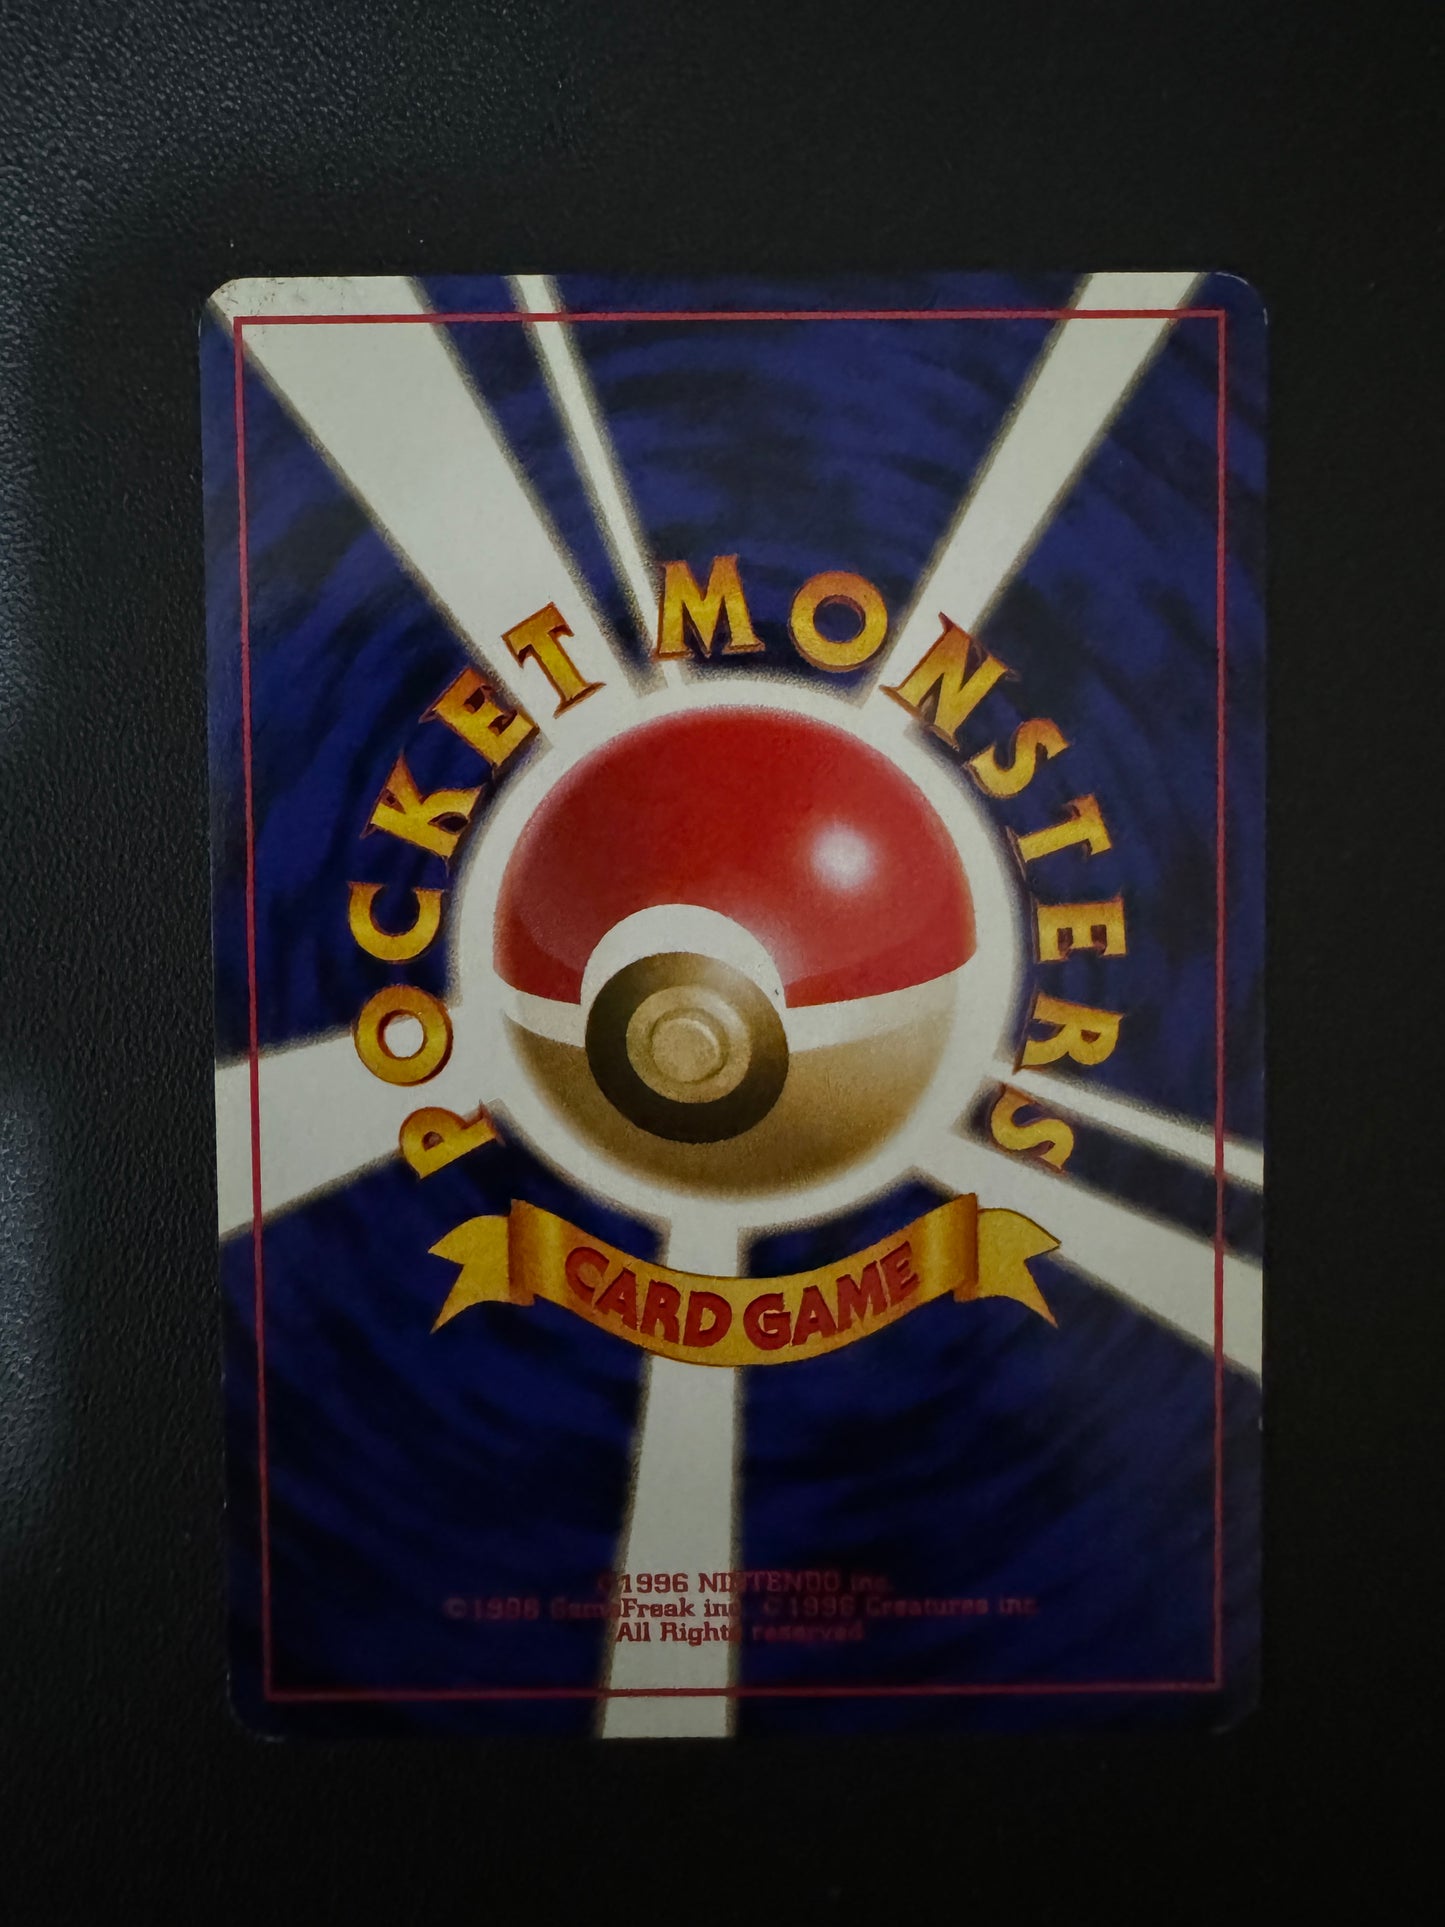 POCKET MONSTERS
CARD GAME
©1996 NINTENDO inc.
©1996 GameFreak inc. ©1996 Creatures inc.
All Rights reserved.